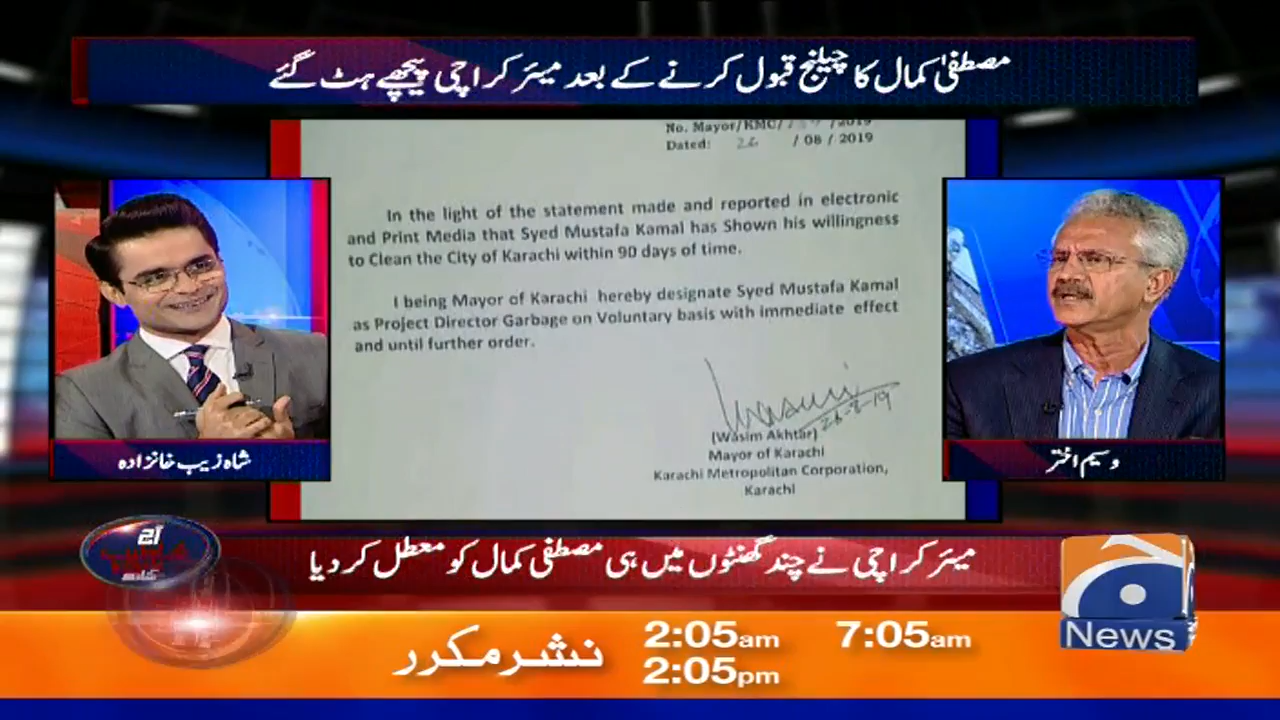 مصطفیٰ کمال کا چیلنج قبول کرنے کے بعد میئر کراچی پیچھے ہٹ گئے
No. Mayor/KMC/ /2019
Dated: 26 / 08 / 2019
In the light of the statement made and reported in electronic
and Print Media that Syed Mustafa Kamal has Shown his willingness
to Clean the City of Karachi within 90 days of time.
I being Mayor of Karachi hereby designate Syed Mustafa Kamal
as Project Director Garbage on Voluntary basis with immediate effect
and until further order.
26-8-19
(Wasim Akhtar)
Mayor of Karachi
Karachi Metropolitan Corporation,
Karachi
شاہ زیب خانزادہ
وسیم اختر
آج
میئر کراچی نے چند گھنٹوں میں ہی مصطفی کمال کو معطل کر دیا
نشر مکرر
2:05am 7:05am
2:05pm
News